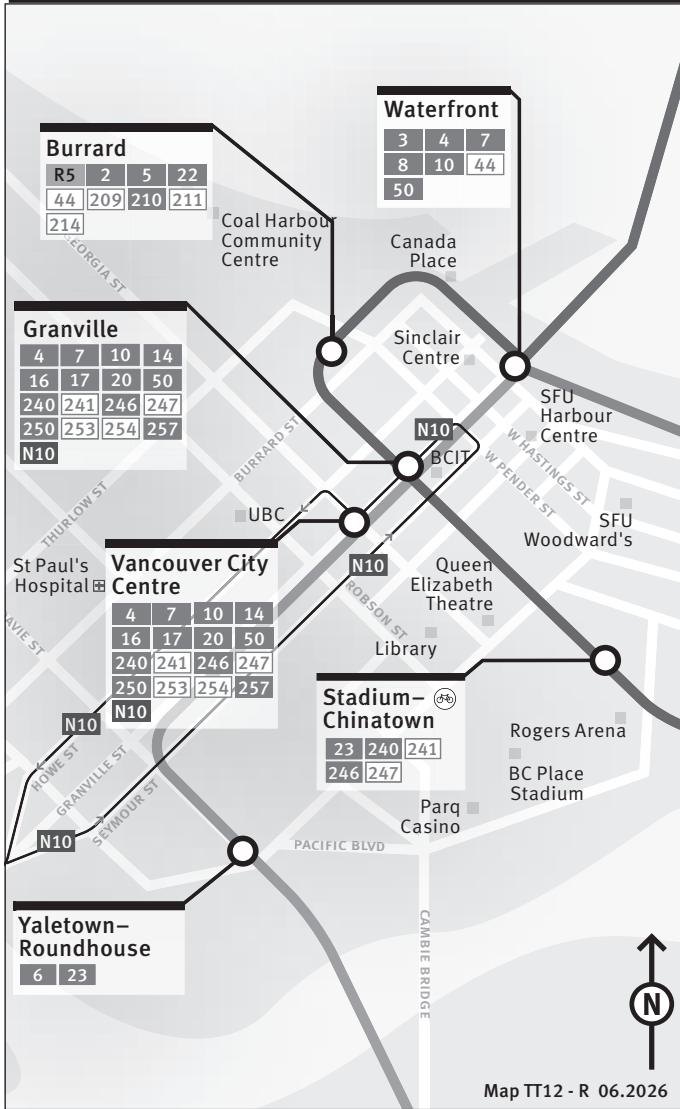 Waterfront
3 4 7
8 10 44
50
Burrard
R5 2 5 22
44 209 210 211
214
Coal Harbour
Community
Centre
GEORGIA ST
Canada
Place
Granville
4 7 10 14
16 17 20 50
240 241 246 247
250 253 254 257
N10
Sinclair
Centre
SFU
Harbour
Centre
N10
BCIT
BURRARD ST
W HASTINGS ST
W PENDER ST
THURLOW ST
UBC
SFU
Woodward's
St Paul's
Hospital
Vancouver City
Centre
4 7 10 14
16 17 20 50
240 241 246 247
250 253 254 257
N10
N10
ROBSON ST
Queen
Elizabeth
Theatre
Library
AVIE ST
Stadium–
Chinatown
23 240 241
246 247
Rogers Arena
BC Place
Stadium
Parq
Casino
N10
HOWE ST
GRANVILLE ST
SEYMOUR ST
N10
PACIFIC BLVD
CAMBIE BRIDGE
Yaletown–
Roundhouse
6 23
N
Map TT12 - R 06.2026